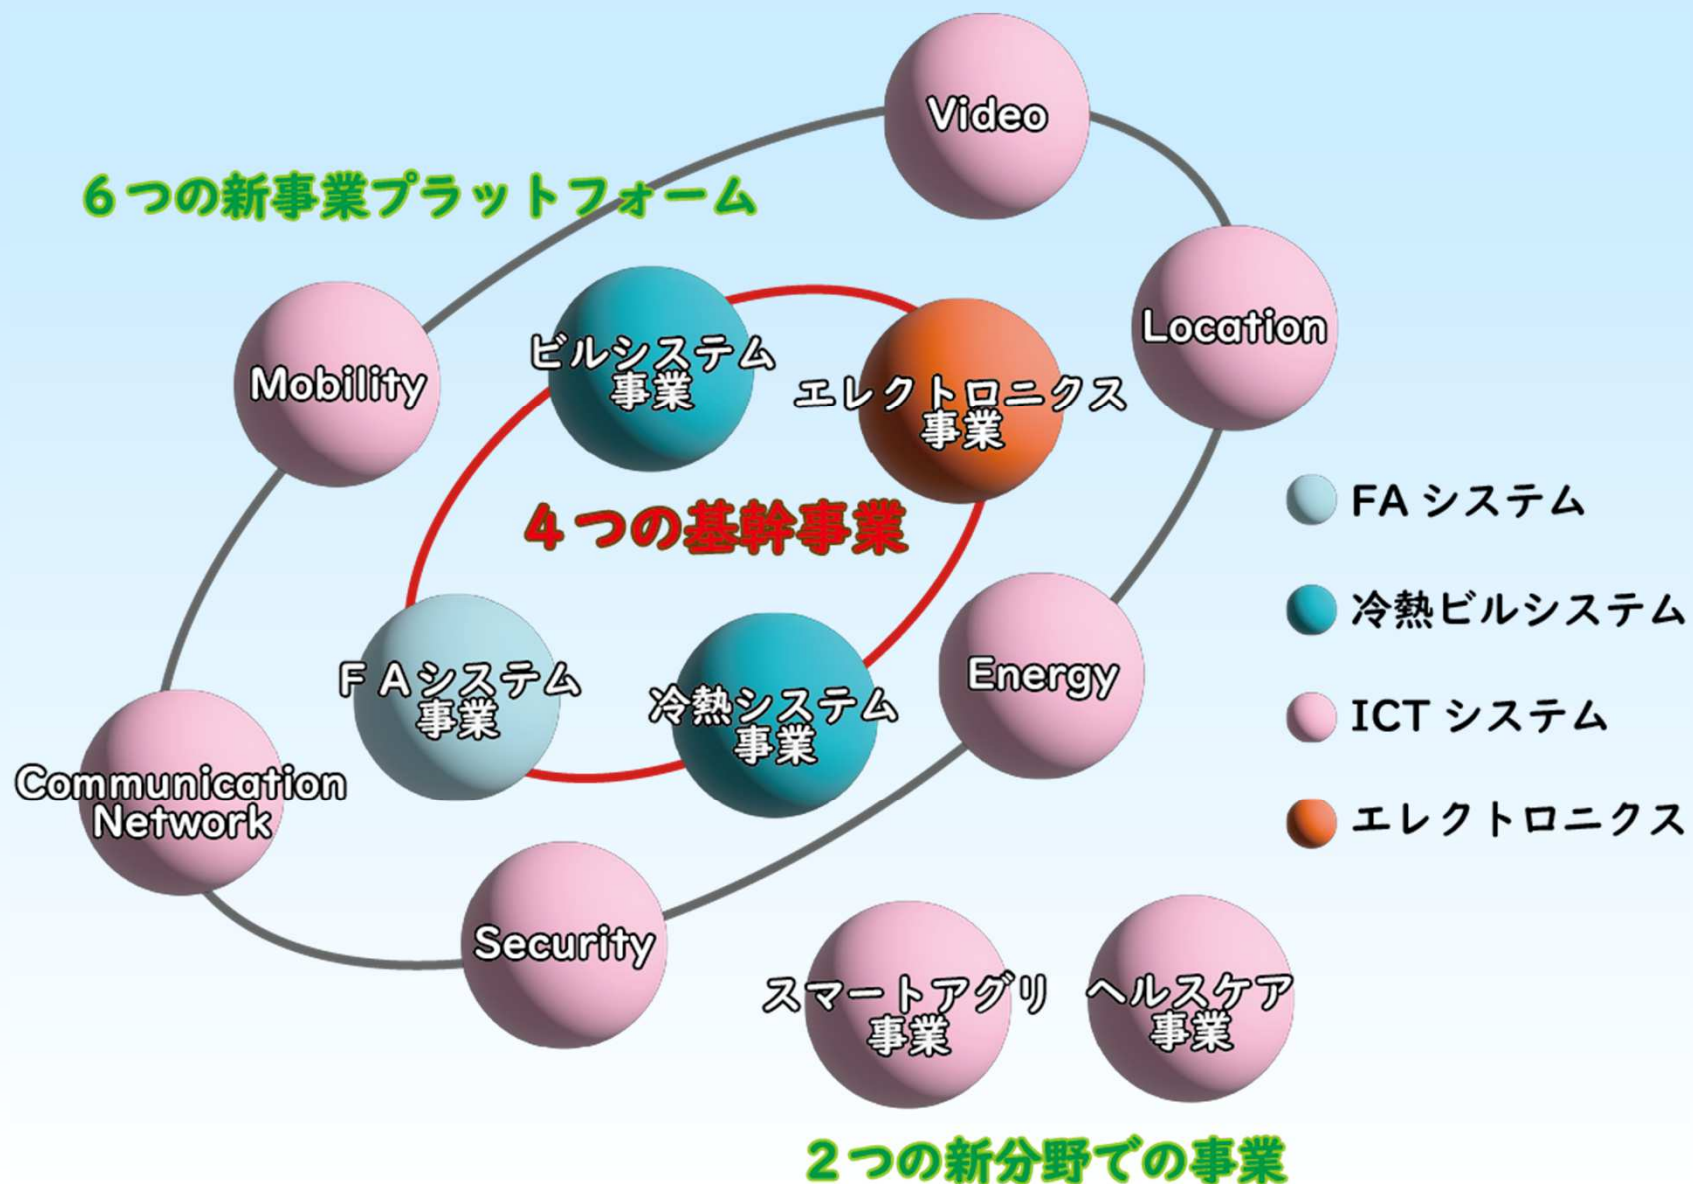 Video
６つの新事業プラットフォーム
Location
Mobility
ビルシステム
事業
エレクトロニクス
事業
４つの基幹事業
FA システム
冷熱ビルシステム
ＦＡシステム
事業
冷熱システム
事業
Energy
ICT システム
Communication
Network
エレクトロニクス
Security
スマートアグリ
事業
ヘルスケア
事業
２つの新分野での事業